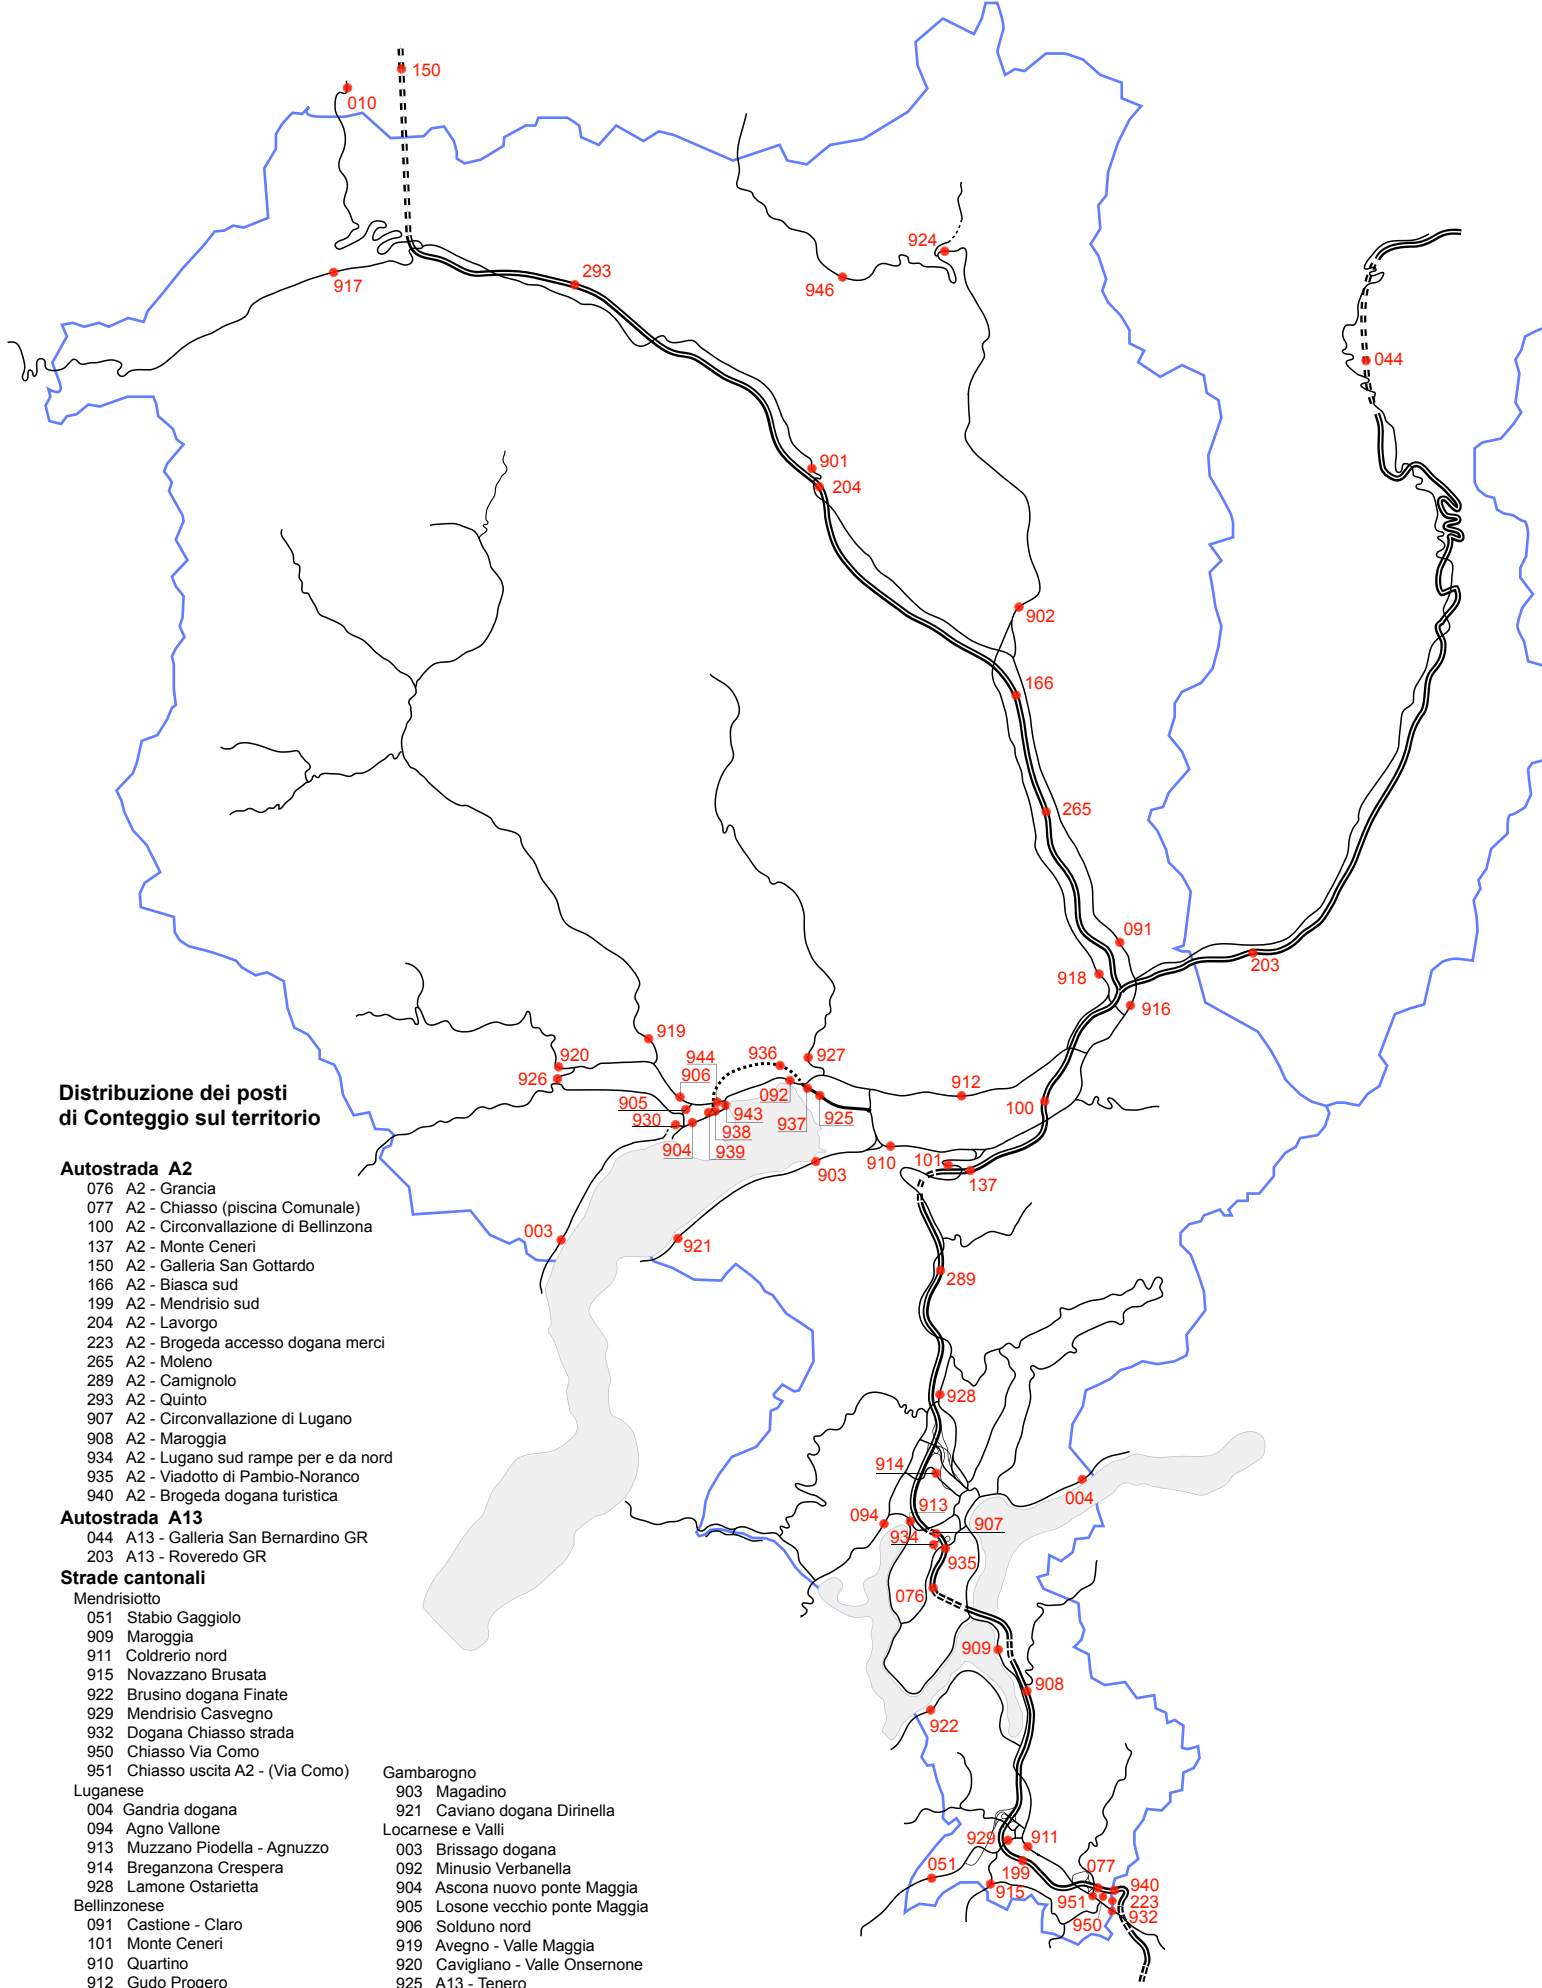 150
010
924
293
917
946
044
901
204
902
166
265
091
918
203
916
919
944
936
927
920
906
926
912
905
092
100
930
943
937
925
938
904
939
910
101
903
137
003
921
289
928
914
004
913
094
907
934
935
076
909
908
922
929
911
051
199
077
915
951
940
223
950
932
Distribuzione dei posti
di Conteggio sul territorio
Autostrada A2
076 A2 - Grancia
077 A2 - Chiasso (piscina Comunale)
100 A2 - Circonvallazione di Bellinzona
137 A2 - Monte Ceneri
150 A2 - Galleria San Gottardo
166 A2 - Biasca sud
199 A2 - Mendrisio sud
204 A2 - Lavorgo
223 A2 - Brogeda accesso dogana merci
265 A2 - Moleno
289 A2 - Camignolo
293 A2 - Quinto
907 A2 - Circonvallazione di Lugano
908 A2 - Maroggia
934 A2 - Lugano sud rampe per e da nord
935 A2 - Viadotto di Pambio-Noranco
940 A2 - Brogeda dogana turistica
Autostrada A13
044 A13 - Galleria San Bernardino GR
203 A13 - Roveredo GR
Strade cantonali
Mendrisiotto
051 Stabio Gaggiolo
909 Maroggia
911 Coldrerio nord
915 Novazzano Brusata
922 Brusino dogana Finate
929 Mendrisio Casvegno
932 Dogana Chiasso strada
950 Chiasso Via Como
951 Chiasso uscita A2 - (Via Como)
Luganese
004 Gandria dogana
094 Agno Vallone
913 Muzzano Piodella - Agnuzzo
914 Breganzona Crespera
928 Lamone Ostarietta
Bellinzonese
091 Castione - Claro
101 Monte Ceneri
910 Quartino
912 Gudo Progero
Gambarogno
903 Magadino
921 Caviano dogana Dirinella
Locarnese e Valli
003 Brissago dogana
092 Minusio Verbanella
904 Ascona nuovo ponte Maggia
905 Losone vecchio ponte Maggia
906 Solduno nord
919 Avegno - Valle Maggia
920 Cavigliano - Valle Onsernone
925 A13 - Tenero